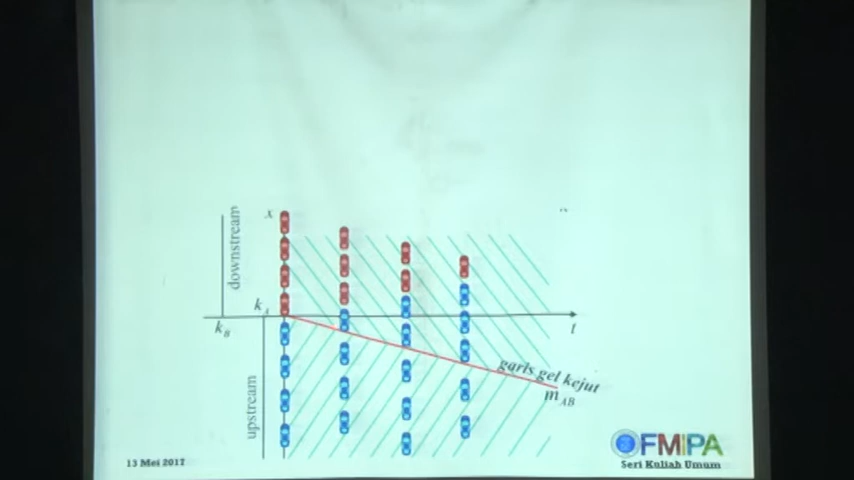 downstream
x
k_A
k_B
t
garis gel kejut
m_AB
upstream
13 Mei 2017
FMIPA
Seri Kuliah Umum